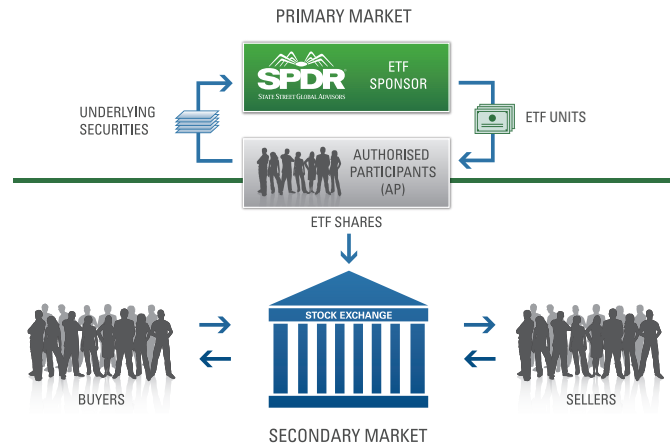 PRIMARY MARKET
SPDR
STATE STREET GLOBAL ADVISORS
ETF
SPONSOR
UNDERLYING
SECURITIES
ETF UNITS
AUTHORISED
PARTICIPANTS
(AP)
ETF SHARES
STOCK EXCHANGE
BUYERS
SELLERS
SECONDARY MARKET